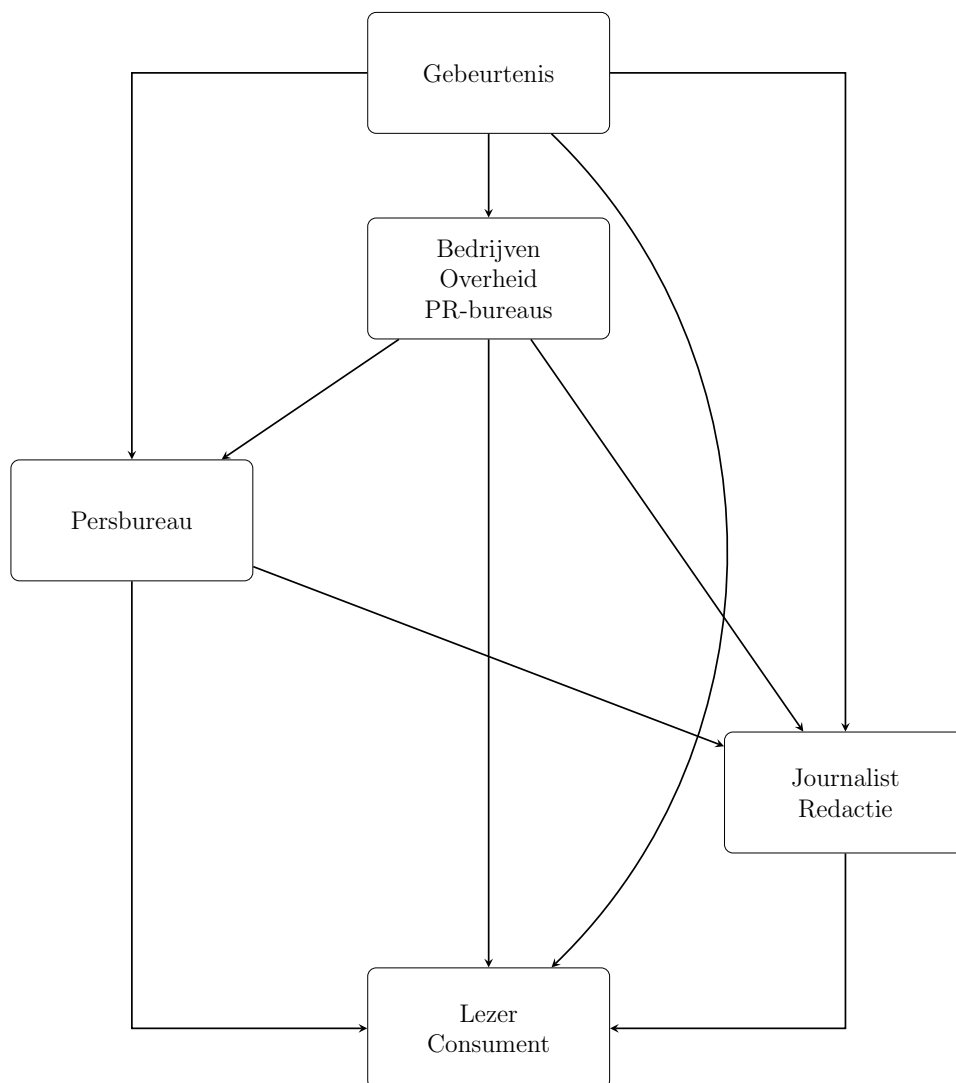 Gebeurtenis
Bedrijven
Overheid
PR-bureaus
Persbureau
Journalist
Redactie
Lezer
Consument